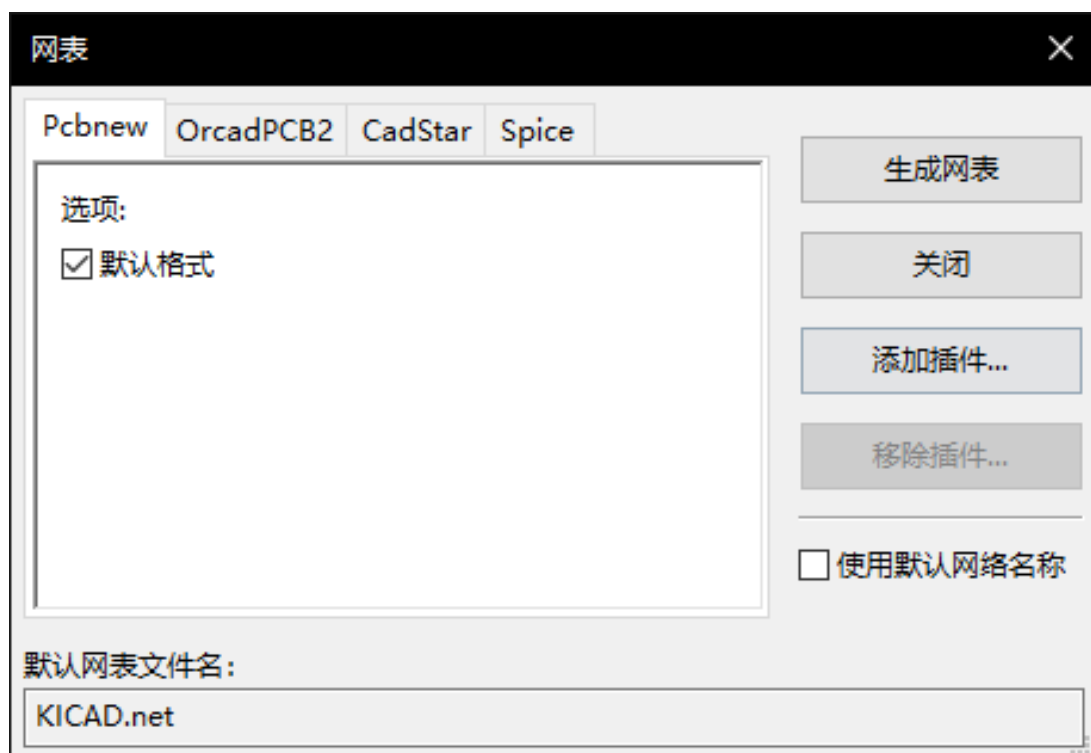 网表
Pcbnew OrcadPCB2 CadStar Spice
选项:
默认格式
生成网表
关闭
添加插件...
移除插件...
使用默认网络名称
默认网表文件名:
KICAD.net